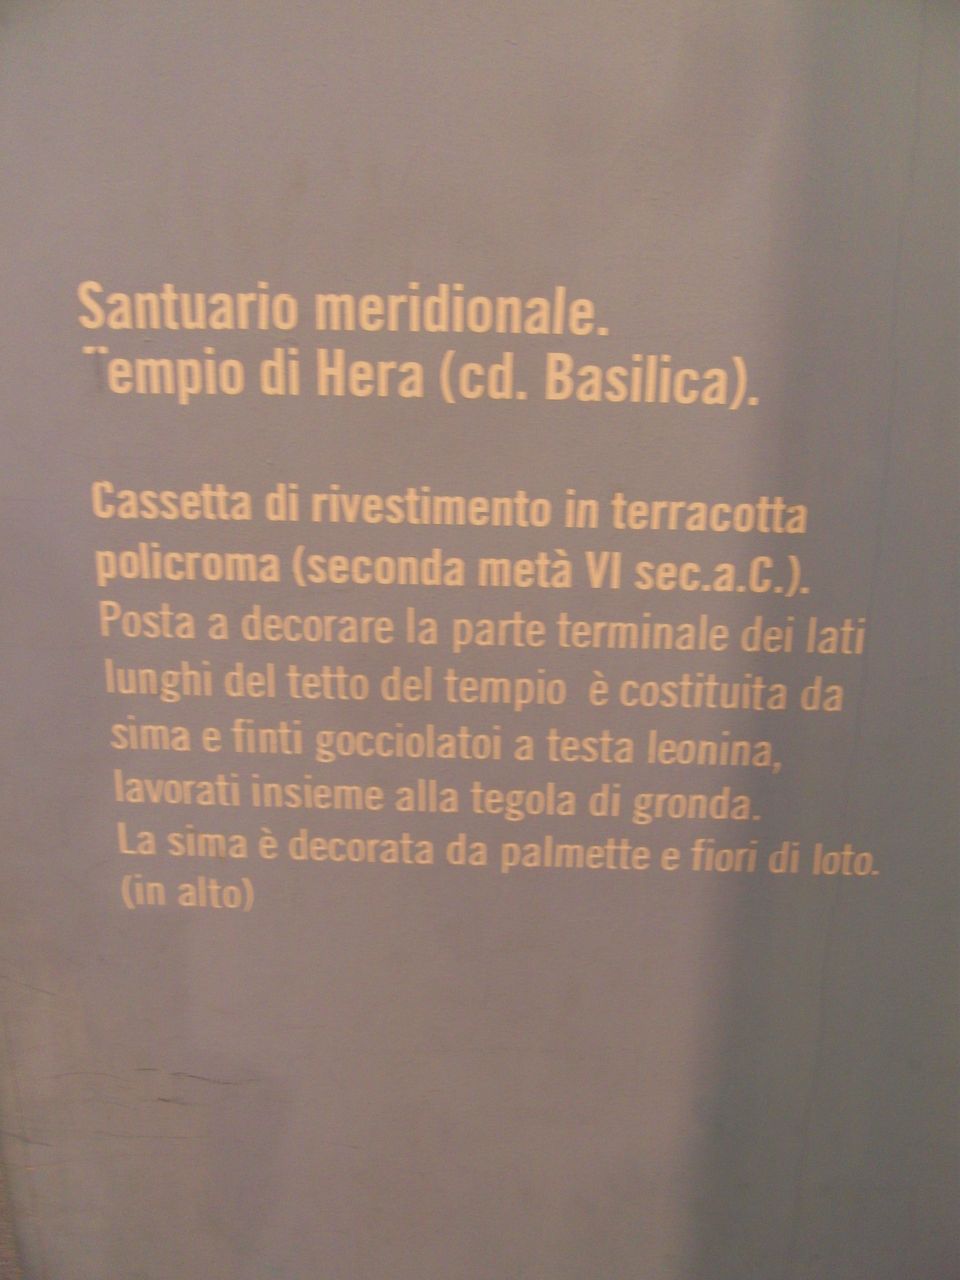 Santuario meridionale.
Tempio di Hera (cd. Basilica).
Cassetta di rivestimento in terracotta
policroma (seconda metà VI sec.a.C.).
Posta a decorare la parte terminale dei lati
lunghi del tetto del tempio è costituita da
sima e finti gocciolatoi a testa leonina,
lavorati insieme alla tegola di gronda.
La sima è decorata da palmette e fiori di loto.
(in alto)